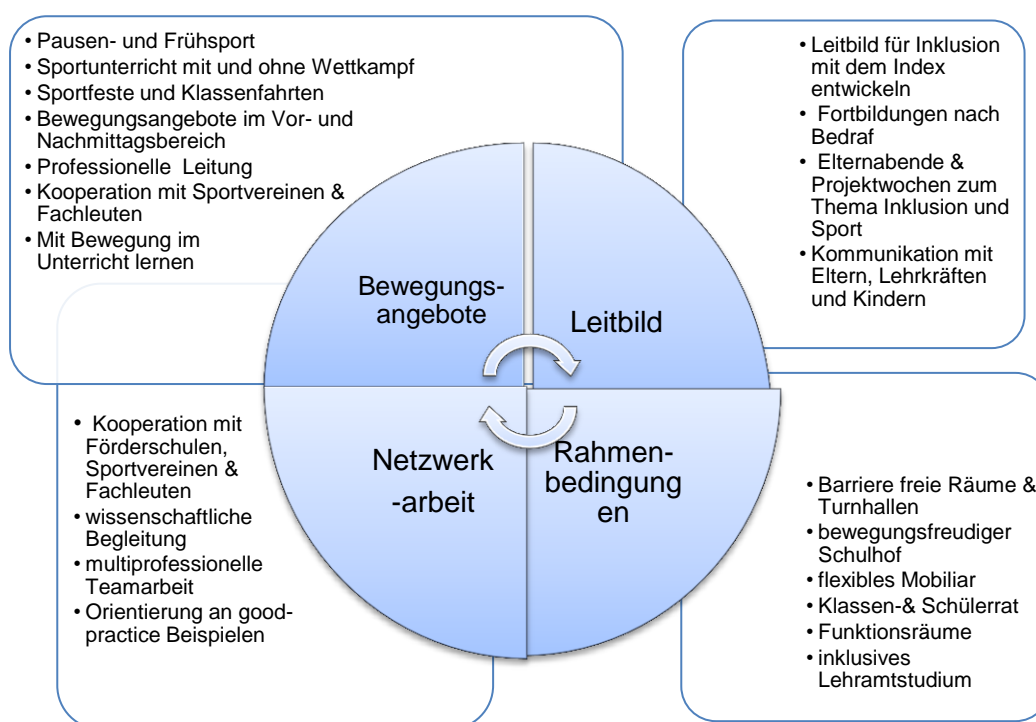 • Pausen- und Frühsport
• Sportunterricht mit und ohne Wettkampf
• Sportfeste und Klassenfahrten
• Bewegungsangebote im Vor- und
Nachmittagsbereich
• Professionelle Leitung
• Kooperation mit Sportvereinen &
Fachleuten
• Mit Bewegung im
Unterricht lernen
• Leitbild für Inklusion
mit dem Index
entwickeln
• Fortbildungen nach
Bedraf
• Elternabende &
Projektwochen zum
Thema Inklusion und
Sport
• Kommunikation mit
Eltern, Lehrkräften
und Kindern
Bewegungs-
angebote
Leitbild
Netzwerk
-arbeit
Rahmen-
bedingung
en
• Kooperation mit
Förderschulen,
Sportvereinen &
Fachleuten
• wissenschaftliche
Begleitung
• multiprofessionelle
Teamarbeit
• Orientierung an good-
practice Beispielen
• Barriere freie Räume &
Turnhallen
• bewegungsfreudiger
Schulhof
• flexibles Mobiliar
• Klassen-& Schülerrat
• Funktionsräume
• inklusives
Lehramtstudium